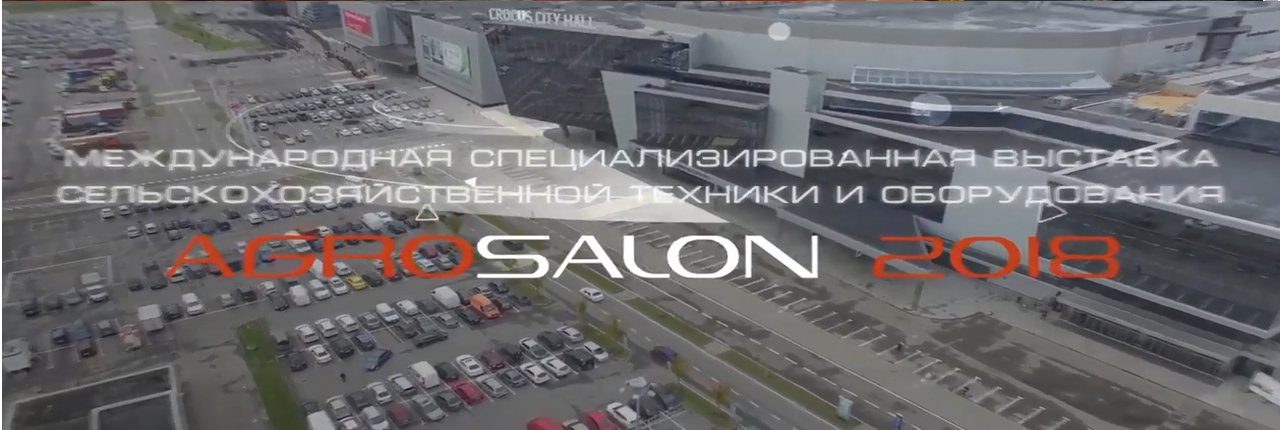 CROCUS CITY HALL
МЕЖДУНАРОДНАЯ СПЕЦИАЛИЗИРОВАННАЯ ВЫСТАВКА
СЕЛЬСКОХОЗЯЙСТВЕННОЙ ТЕХНИКИ И ОБОРУДОВАНИЯ
AGROSALON 2018